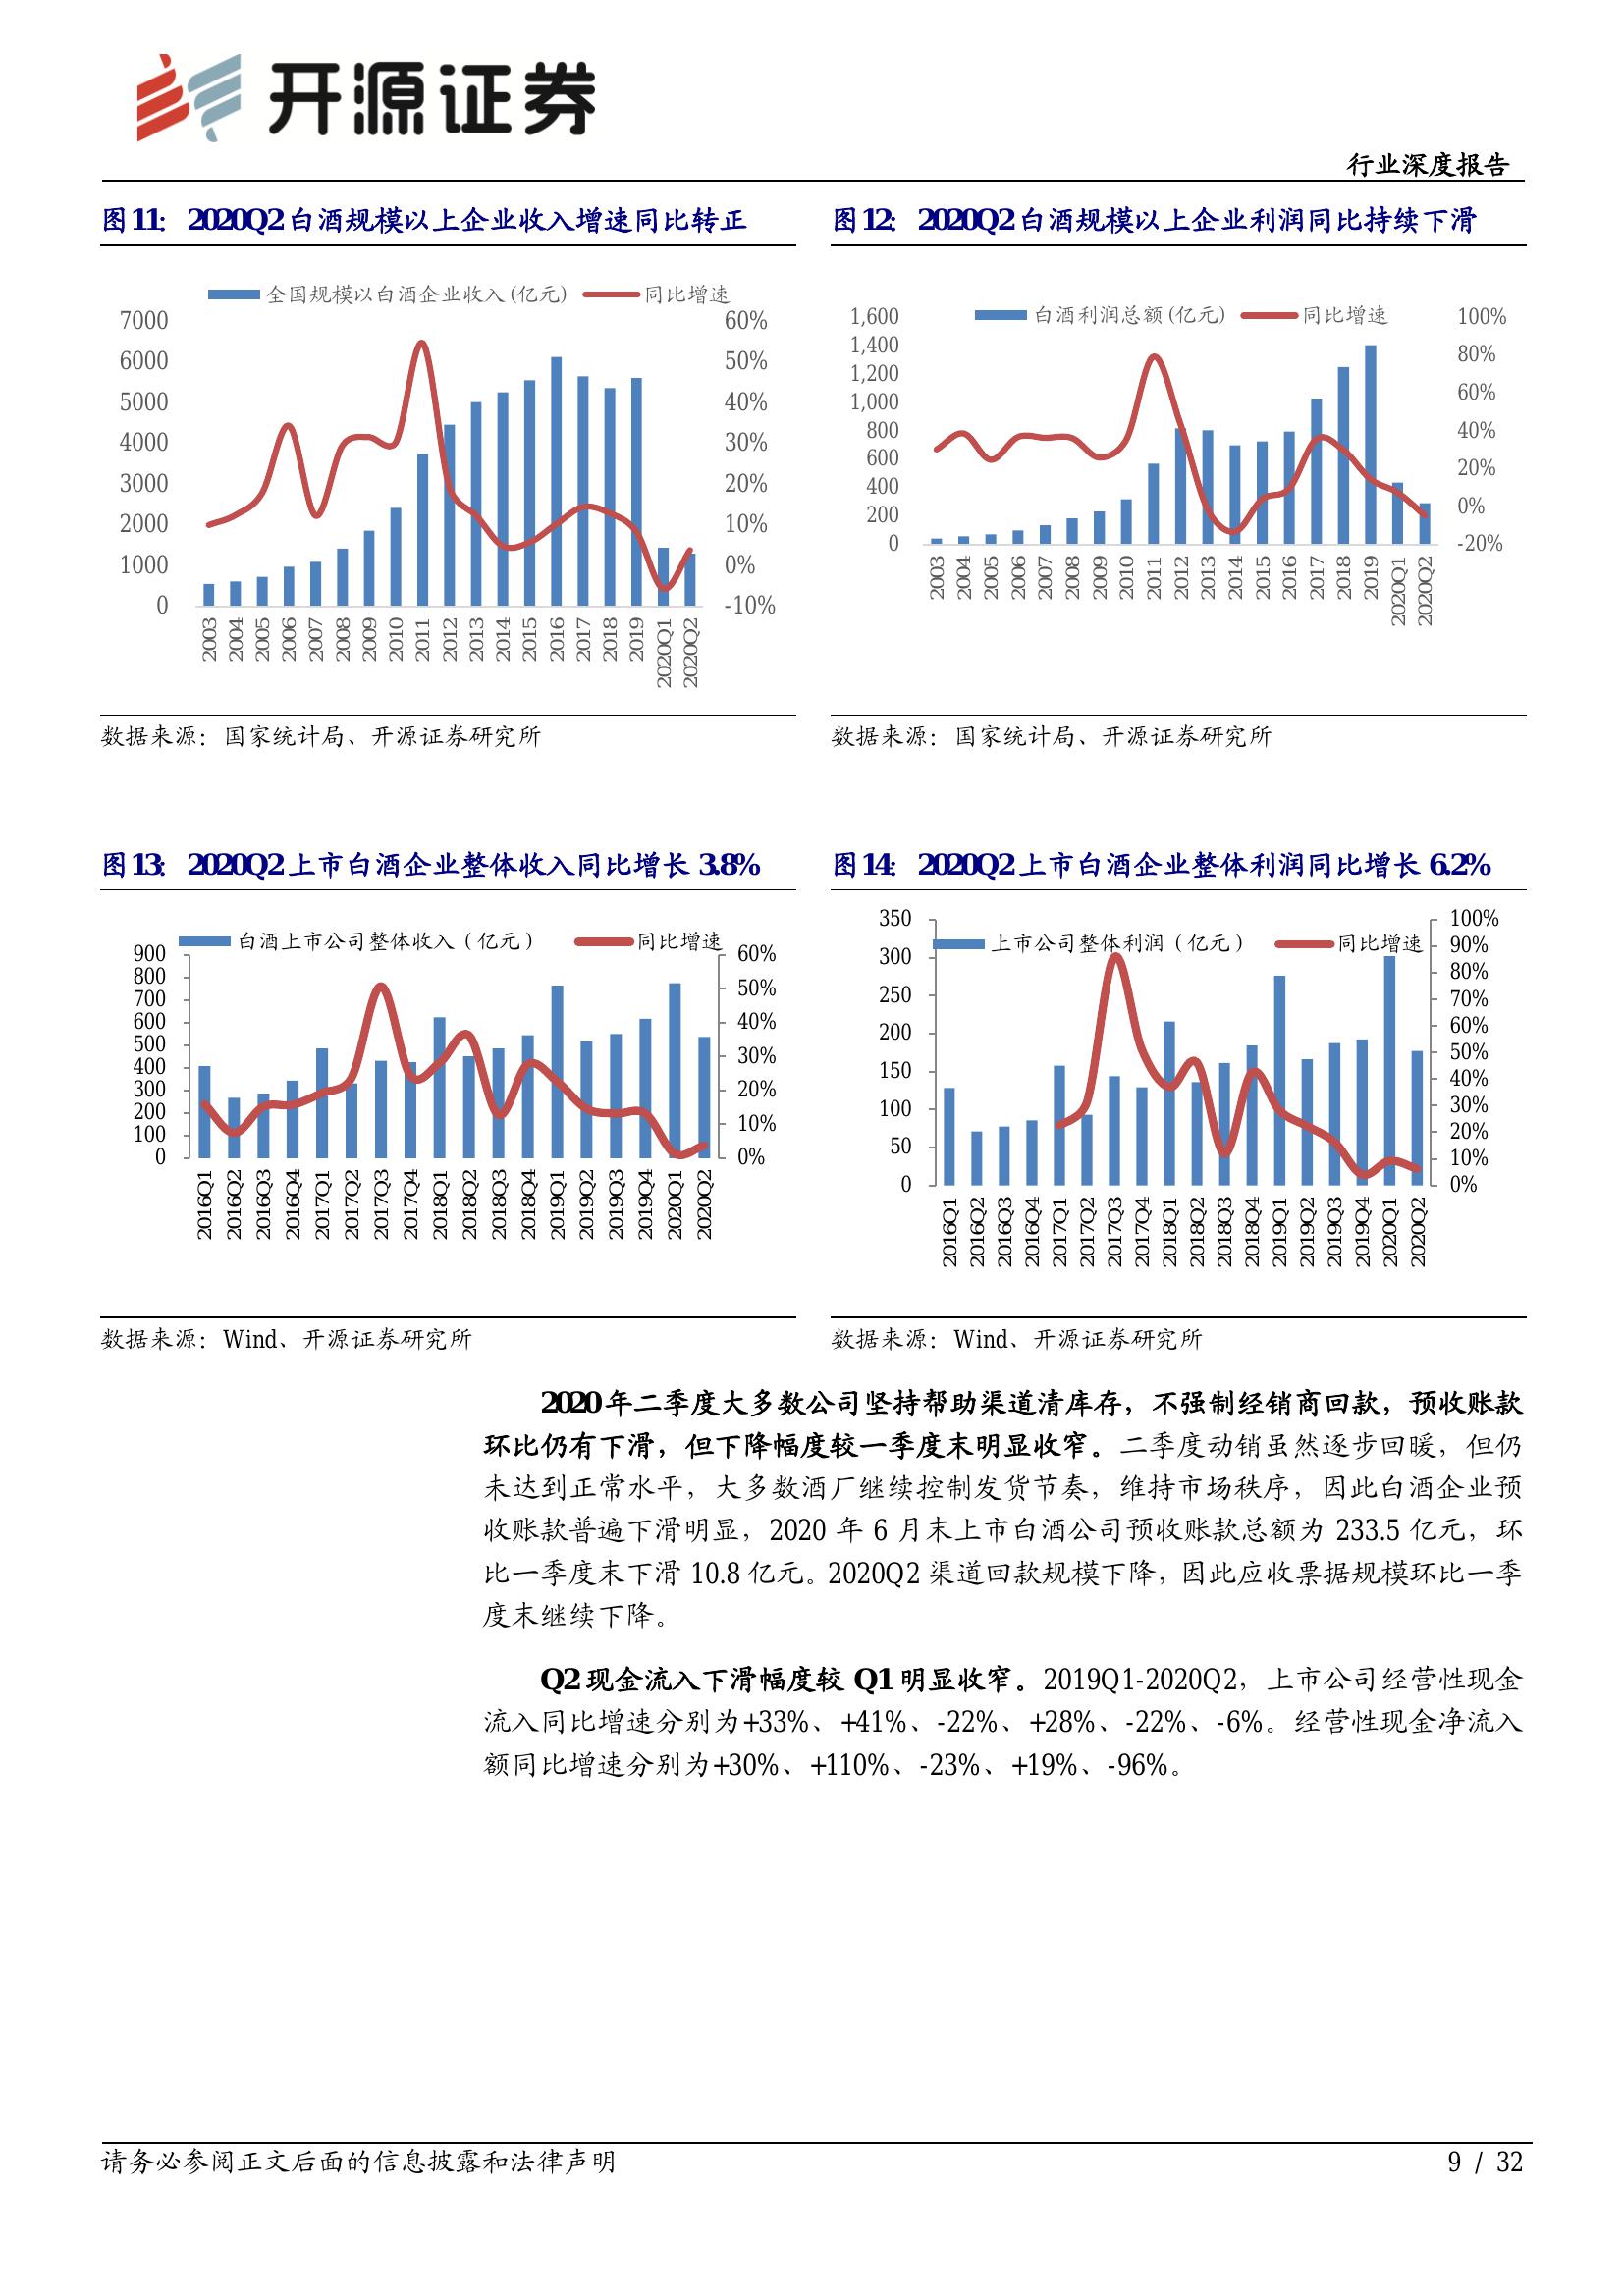 开源证券
行业深度报告
图11： 2020Q2白酒规模以上企业收入增速同比转正
全国规模以白酒企业收入(亿元) 同比增速
7000
6000
5000
4000
3000
2000
1000
0
60%
50%
40%
30%
20%
10%
0%
-10%
2003
2004
2005
2006
2007
2008
2009
2010
2011
2012
2013
2014
2015
2016
2017
2018
2019
2020Q1
2020Q2
数据来源：国家统计局、开源证券研究所
图12： 2020Q2白酒规模以上企业利润同比持续下滑
白酒利润总额(亿元) 同比增速
1,600
1,400
1,200
1,000
800
600
400
200
0
100%
80%
60%
40%
20%
0%
-20%
2003
2004
2005
2006
2007
2008
2009
2010
2011
2012
2013
2014
2015
2016
2017
2018
2019
2020Q1
2020Q2
数据来源：国家统计局、开源证券研究所
图13： 2020Q2上市白酒企业整体收入同比增长 3.8%
白酒上市公司整体收入（亿元） 同比增速
900
800
700
600
500
400
300
200
100
0
60%
50%
40%
30%
20%
10%
0%
2016Q1
2016Q2
2016Q3
2016Q4
2017Q1
2017Q2
2017Q3
2017Q4
2018Q1
2018Q2
2018Q3
2018Q4
2019Q1
2019Q2
2019Q3
2019Q4
2020Q1
2020Q2
数据来源：Wind、开源证券研究所
图14： 2020Q2上市白酒企业整体利润同比增长 6.2%
上市公司整体利润（亿元） 同比增速
350
300
250
200
150
100
50
0
100%
90%
80%
70%
60%
50%
40%
30%
20%
10%
0%
2016Q1
2016Q2
2016Q3
2016Q4
2017Q1
2017Q2
2017Q3
2017Q4
2018Q1
2018Q2
2018Q3
2018Q4
2019Q1
2019Q2
2019Q3
2019Q4
2020Q1
2020Q2
数据来源：Wind、开源证券研究所
2020年二季度大多数公司坚持帮助渠道清库存，不强制经销商回款，预收账款
环比仍有下滑，但下降幅度较一季度末明显收窄。二季度动销虽然逐步回暖，但仍
未达到正常水平，大多数酒厂继续控制发货节奏，维持市场秩序，因此白酒企业预
收账款普遍下滑明显，2020 年 6 月末上市白酒公司预收账款总额为 233.5 亿元，环
比一季度末下滑 10.8 亿元。2020Q2 渠道回款规模下降，因此应收票据规模环比一季
度末继续下降。
Q2 现金流入下滑幅度较 Q1 明显收窄。2019Q1-2020Q2，上市公司经营性现金
流入同比增速分别为+33%、+41%、-22%、+28%、-22%、-6%。经营性现金净流入
额同比增速分别为+30%、+110%、-23%、+19%、-96%。
请务必参阅正文后面的信息披露和法律声明
9 / 32